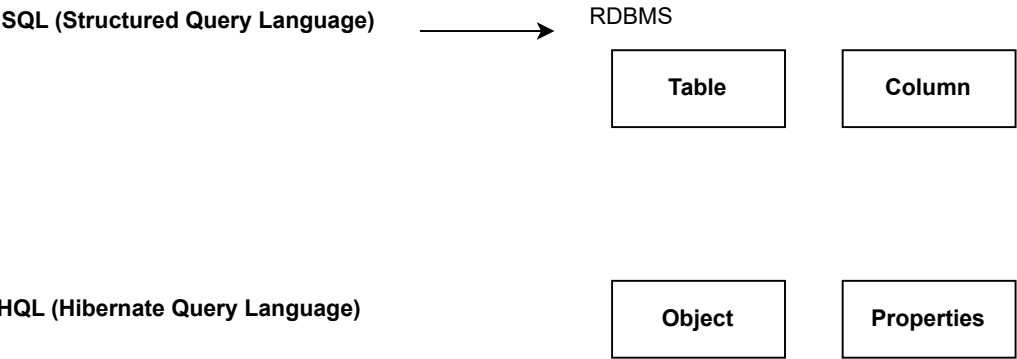 SQL (Structured Query Language)
RDBMS
Table
Column
HQL (Hibernate Query Language)
Object
Properties